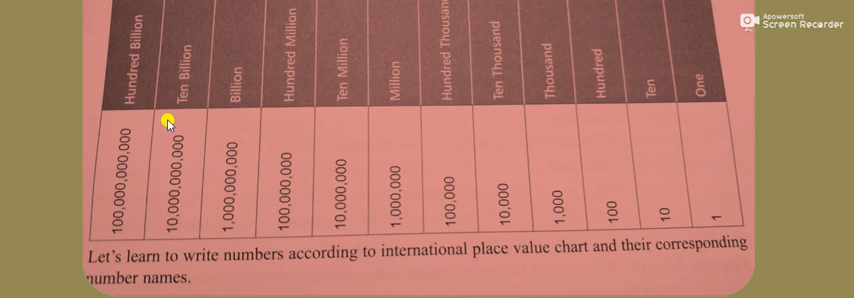 Apowersoft
Screen Recorder
Hundred Billion
Ten Billion
Billion
Hundred Million
Ten Million
Million
Hundred Thousan
Ten Thousand
Thousand
Hundred
Ten
One
100,000,000,000
10,000,000,000
1,000,000,000
100,000,000
10,000,000
1,000,000
100,000
10,000
1,000
100
10
1
Let's learn to write numbers according to international place value chart and their corresponding
number names.